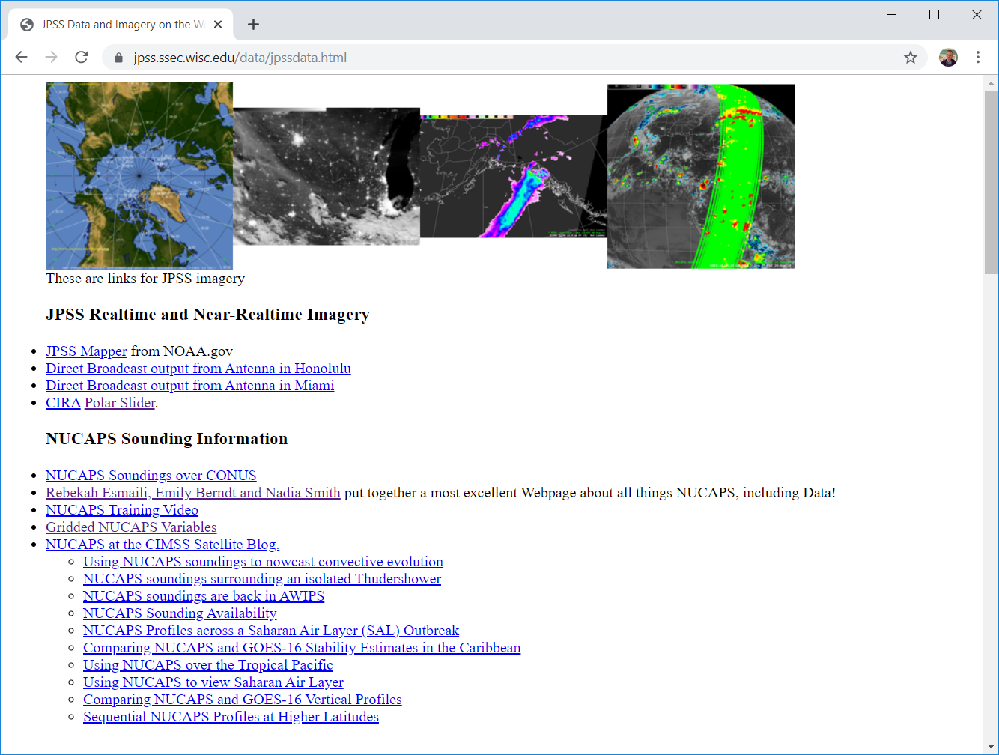 JPSS Data and Imagery on the W
jpss.ssec.wisc.edu/data/jpssdata.html
These are links for JPSS imagery
JPSS Realtime and Near-Realtime Imagery
JPSS Mapper from NOAA.gov
Direct Broadcast output from Antenna in Honolulu
Direct Broadcast output from Antenna in Miami
CIRA Polar Slider.
NUCAPS Sounding Information
NUCAPS Soundings over CONUS
Rebekah Esmaili, Emily Berndt and Nadia Smith put together a most excellent Webpage about all things NUCAPS, including Data!
NUCAPS Training Video
Gridded NUCAPS Variables
NUCAPS at the CIMSS Satellite Blog.
Using NUCAPS soundings to nowcast convective evolution
NUCAPS soundings surrounding an isolated Thudershower
NUCAPS soundings are back in AWIPS
NUCAPS Sounding Availability
NUCAPS Profiles across a Saharan Air Layer (SAL) Outbreak
Comparing NUCAPS and GOES-16 Stability Estimates in the Caribbean
Using NUCAPS over the Tropical Pacific
Using NUCAPS to view Saharan Air Layer
Comparing NUCAPS and GOES-16 Vertical Profiles
Sequential NUCAPS Profiles at Higher Latitudes